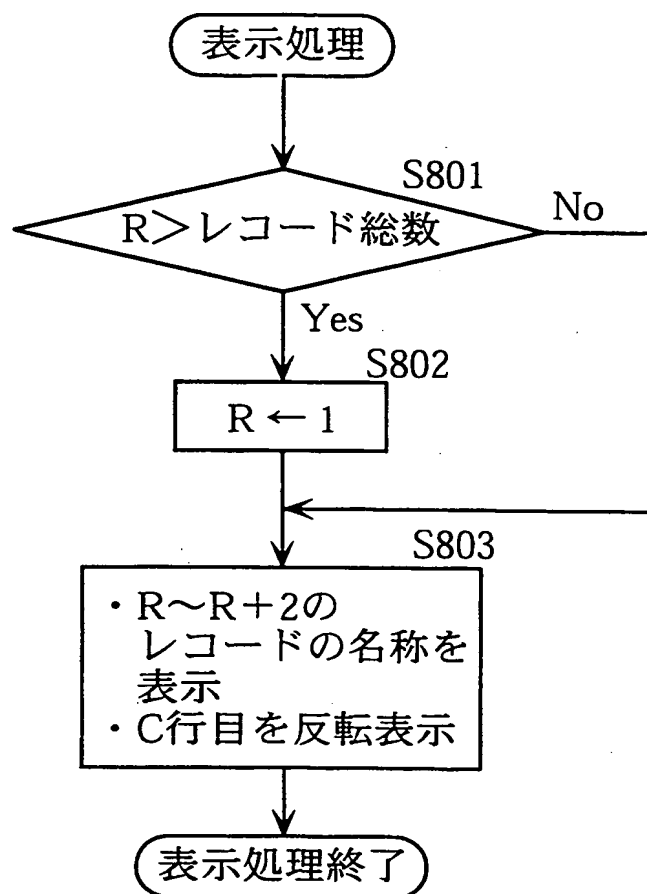 表示処理
S801
R＞レコード総数
No
Yes
S802
R ← 1
S803
・R～R＋2の
レコードの名称を
表示
・C行目を反転表示
表示処理終了